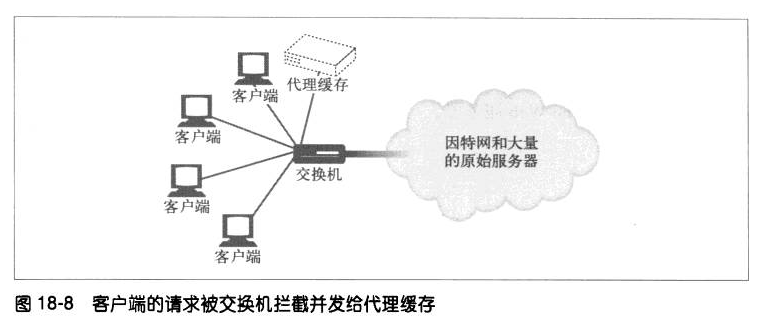 客户端
代理缓存
客户端
客户端
客户端
交换机
因特网和大量
的原始服务器
图 18-8 客户端的请求被交换机拦截并发给代理缓存